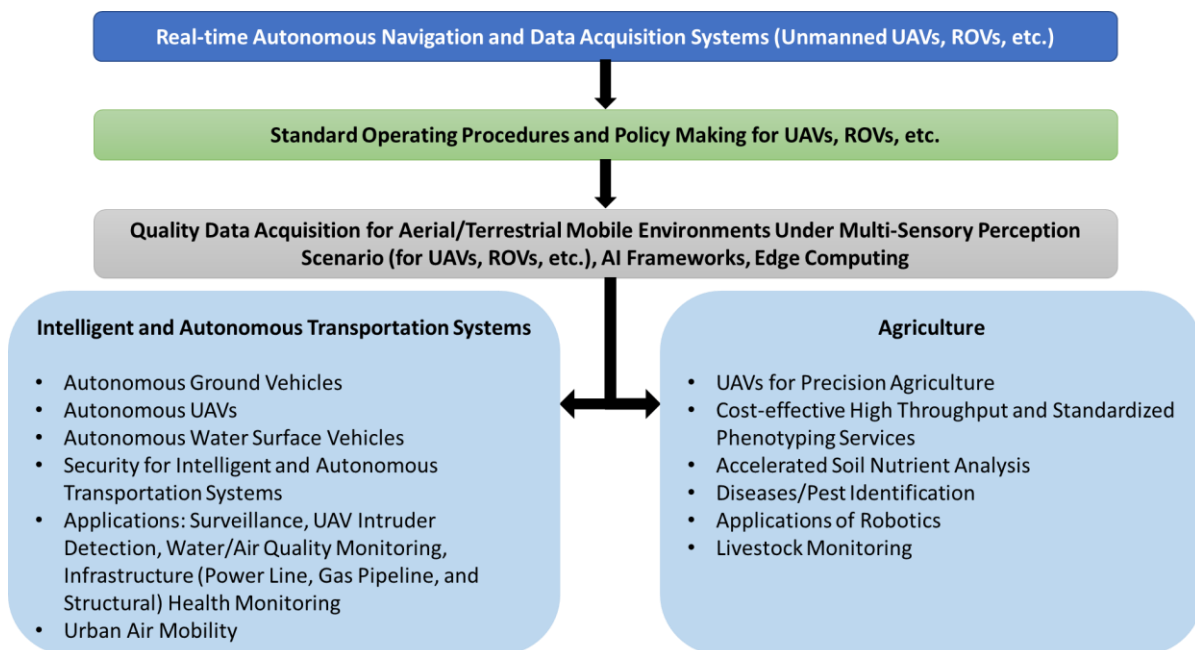 Real-time Autonomous Navigation and Data Acquisition Systems (Unmanned UAVs, ROVs, etc.)
Standard Operating Procedures and Policy Making for UAVs, ROVs, etc.
Quality Data Acquisition for Aerial/Terrestrial Mobile Environments Under Multi-Sensory Perception
Scenario (for UAVs, ROVs, etc.), AI Frameworks, Edge Computing
Intelligent and Autonomous Transportation Systems
• Autonomous Ground Vehicles
• Autonomous UAVs
• Autonomous Water Surface Vehicles
• Security for Intelligent and Autonomous
Transportation Systems
• Applications: Surveillance, UAV Intruder
Detection, Water/Air Quality Monitoring,
Infrastructure (Power Line, Gas Pipeline, and
Structural) Health Monitoring
• Urban Air Mobility
Agriculture
• UAVs for Precision Agriculture
• Cost-effective High Throughput and Standardized
Phenotyping Services
• Accelerated Soil Nutrient Analysis
• Diseases/Pest Identification
• Applications of Robotics
• Livestock Monitoring